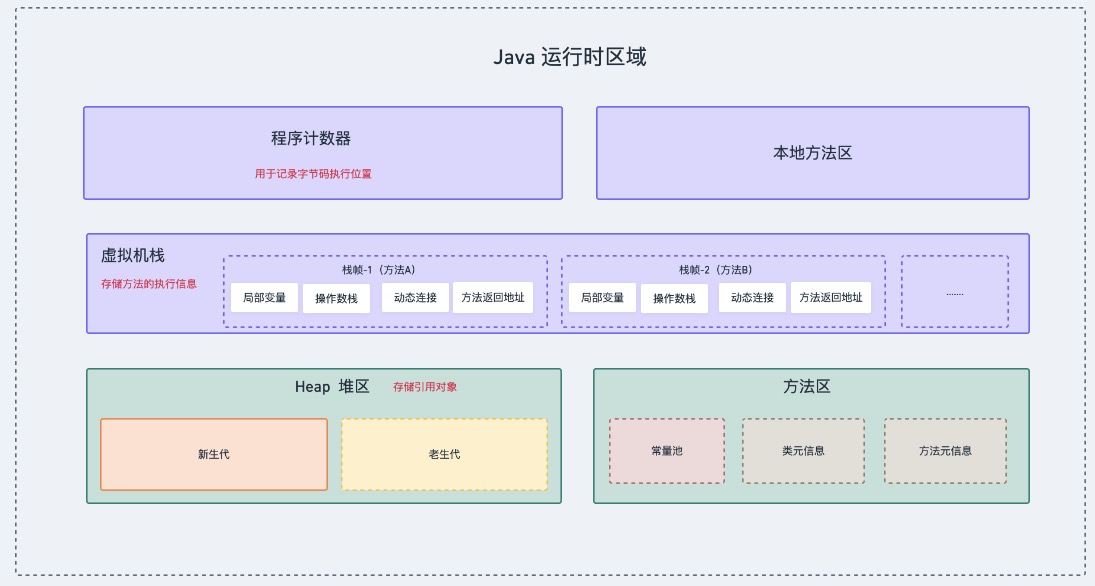 Java 运行时区域
程序计数器
用于记录字节码执行位置
本地方法区
虚拟机栈
存储方法的执行信息
栈帧-1（方法A）
局部变量
操作数栈
动态连接
方法返回地址
栈帧-2（方法B）
局部变量
操作数栈
动态连接
方法返回地址
.......
Heap 堆区
存储引用对象
新生代
老生代
方法区
常量池
类元信息
方法元信息